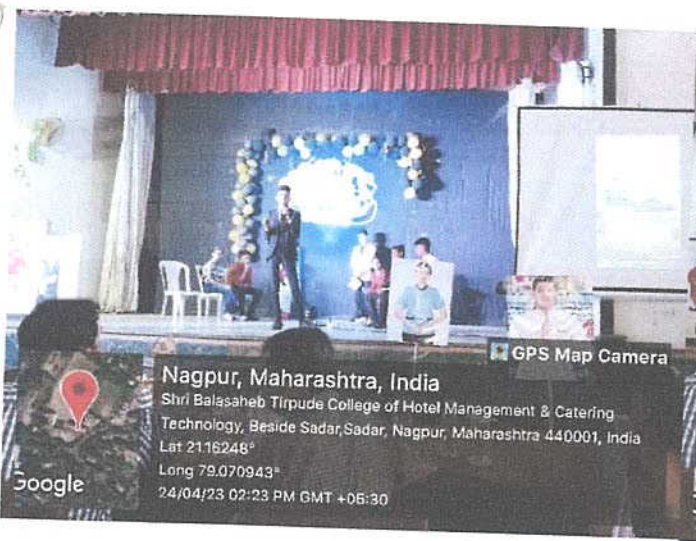 GPS Map Camera
Nagpur, Maharashtra, India
Shri Balasaheb Tirpude College of Hotel Management & Catering
Technology, Beside Sadar,Sadar, Nagpur, Maharashtra 440001, India
Lat 21.16248°
Long 79.070943°
24/04/23 02:23 PM GMT +05:30
Google